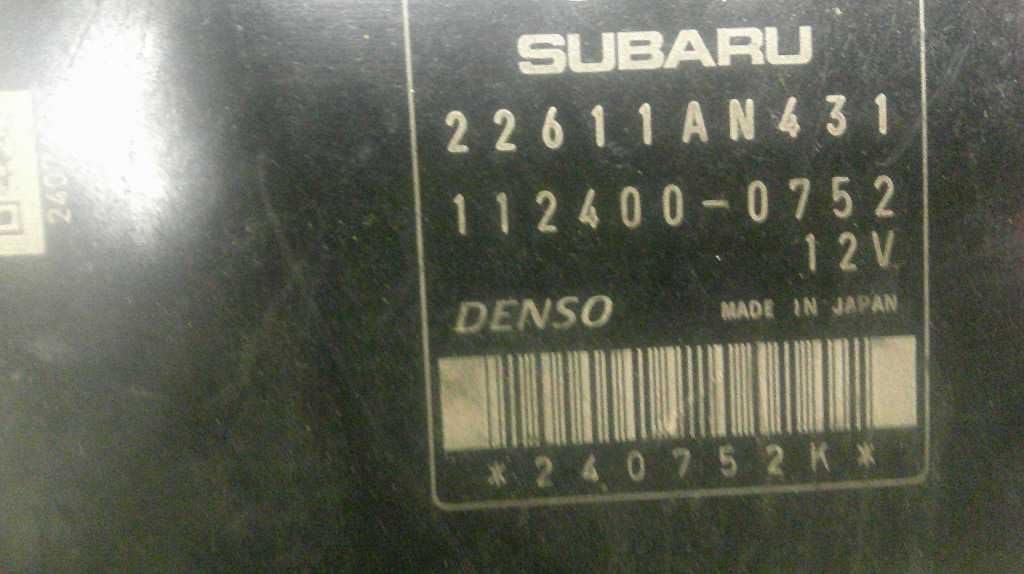 SUBARU
22611AN431
112400-0752
12V
DENSO MADE IN JAPAN
*240752K*